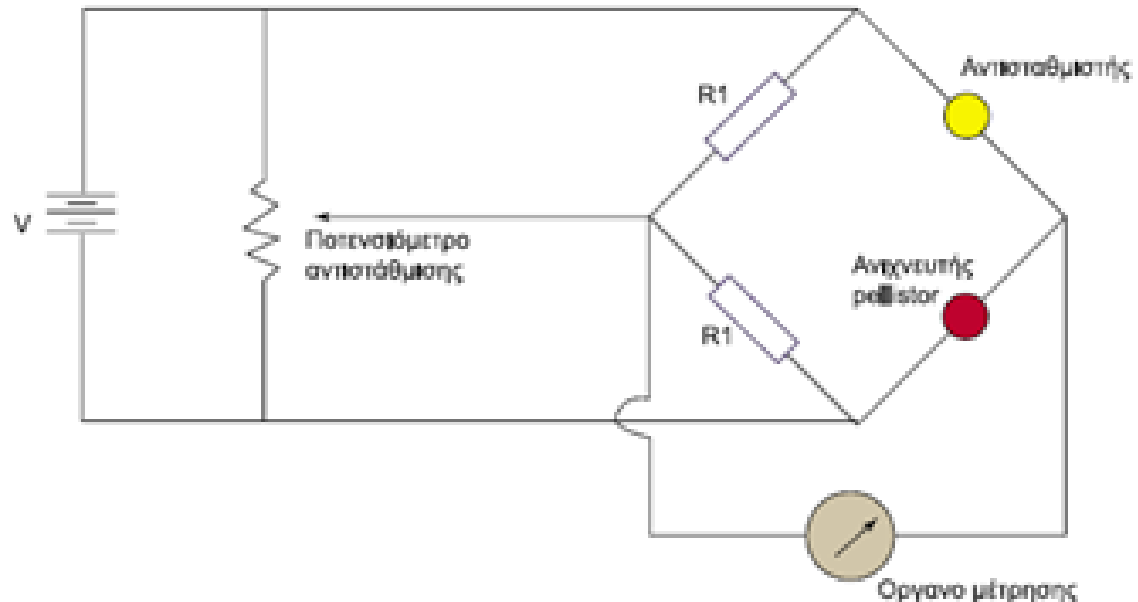 Αντισταθμιστής
R1
V
Ποτενσιόμετρο
αντιστάθμισης
Ανιχνευτής
pellistor
R1
Οργανο μέτρησης